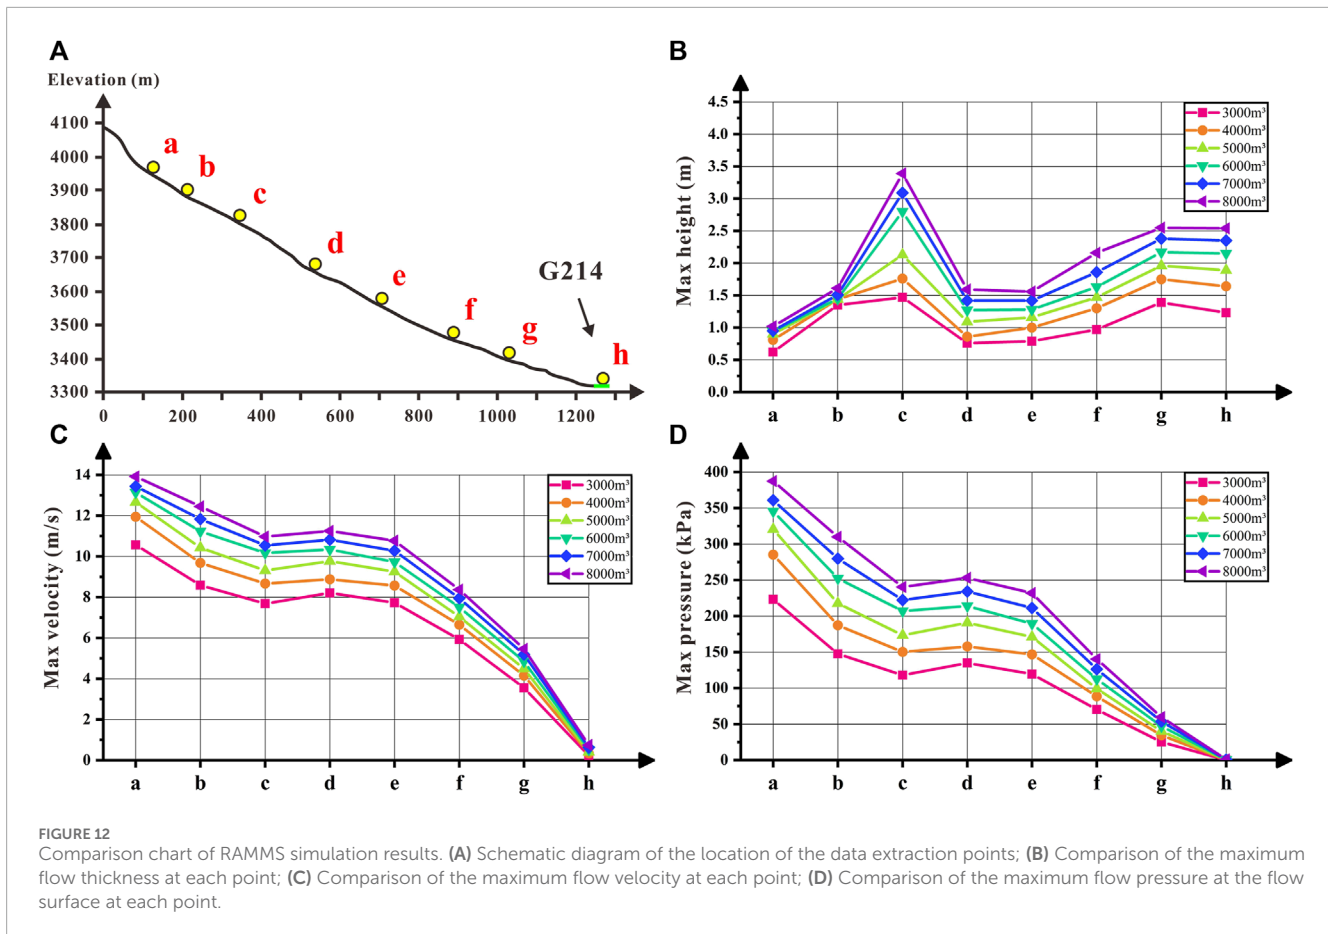 A
Elevation (m)
4100
4000
3900
3800
3700
3600
3500
3400
3300
0 200 400 600 800 1000 1200
a
b
c
d
e
f
g
h
G214
B
Max height (m)
4.5
4.0
3.5
3.0
2.5
2.0
1.5
1.0
0.5
0.0
a b c d e f g h
3000m³
4000m³
5000m³
6000m³
7000m³
8000m³
C
Max velocity (m/s)
14
12
10
8
6
4
2
0
a b c d e f g h
3000m³
4000m³
5000m³
6000m³
7000m³
8000m³
D
Max pressure (kPa)
400
350
300
250
200
150
100
50
0
a b c d e f g h
3000m³
4000m³
5000m³
6000m³
7000m³
8000m³
FIGURE 12
Comparison chart of RAMMS simulation results. (A) Schematic diagram of the location of the data extraction points; (B) Comparison of the maximum
flow thickness at each point; (C) Comparison of the maximum flow velocity at each point; (D) Comparison of the maximum flow pressure at the flow
surface at each point.